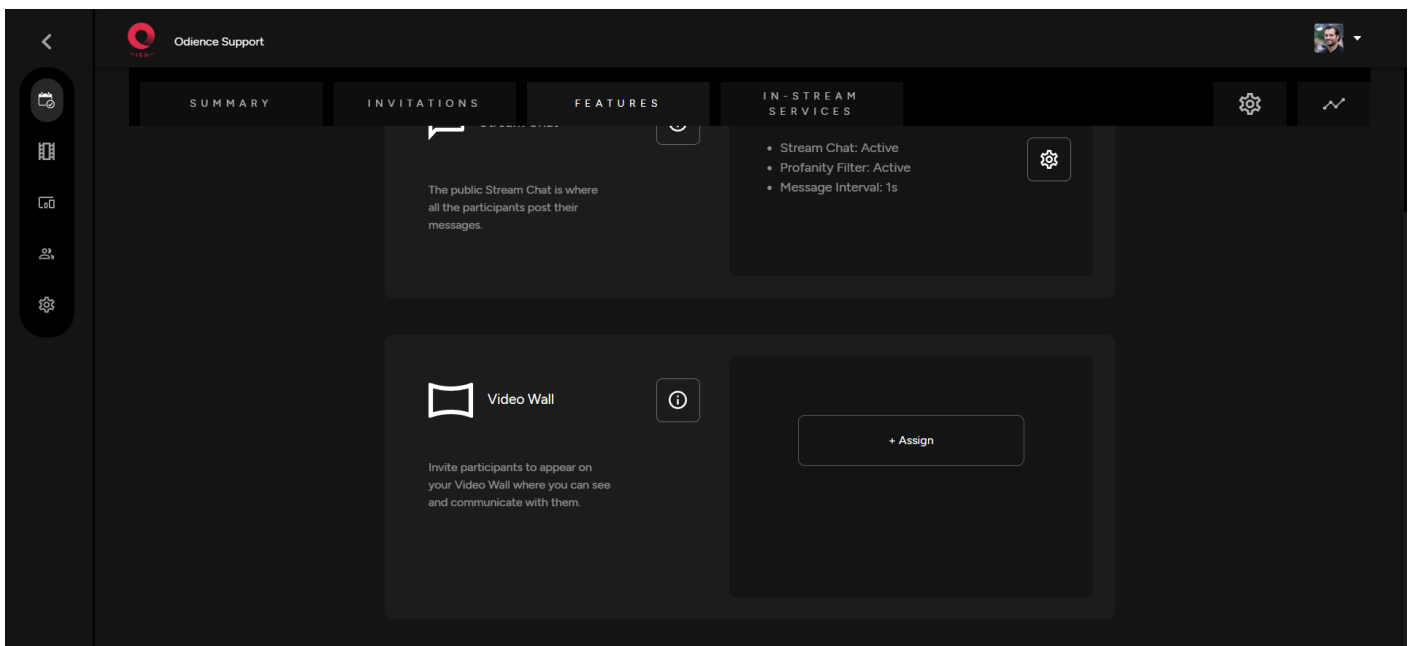 Odience Support
SUMMARY
INVITATIONS
FEATURES
IN-STREAM
SERVICES
Stream Chat
The public Stream Chat is where
all the participants post their
messages.
• Stream Chat: Active
• Profanity Filter: Active
• Message Interval: 1s
Video Wall
Invite participants to appear on
your Video Wall where you can see
and communicate with them.
+ Assign